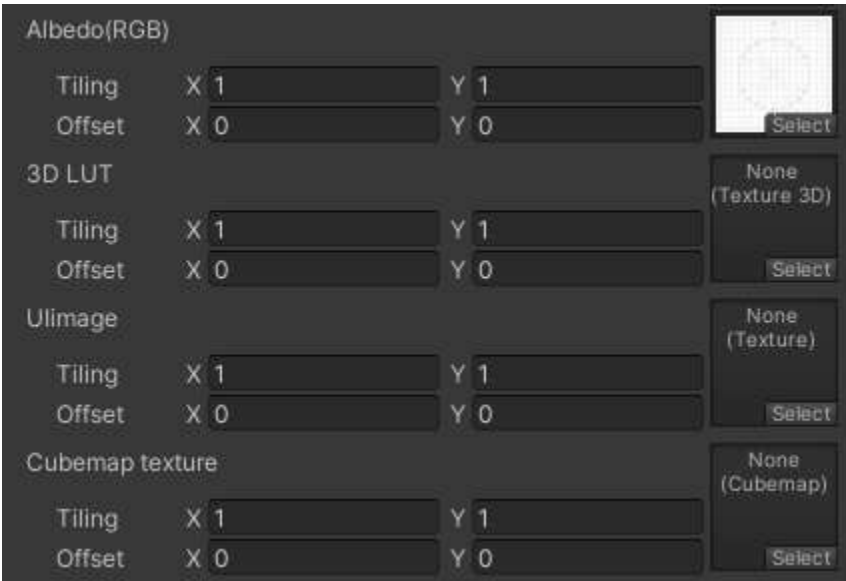 Albedo(RGB)
Tiling X 1 Y 1
Offset X 0 Y 0
Select
3D LUT
None
(Texture 3D)
Tiling X 1 Y 1
Offset X 0 Y 0
Select
UIimage
None
(Texture)
Tiling X 1 Y 1
Offset X 0 Y 0
Select
Cubemap texture
None
(Cubemap)
Tiling X 1 Y 1
Offset X 0 Y 0
Select